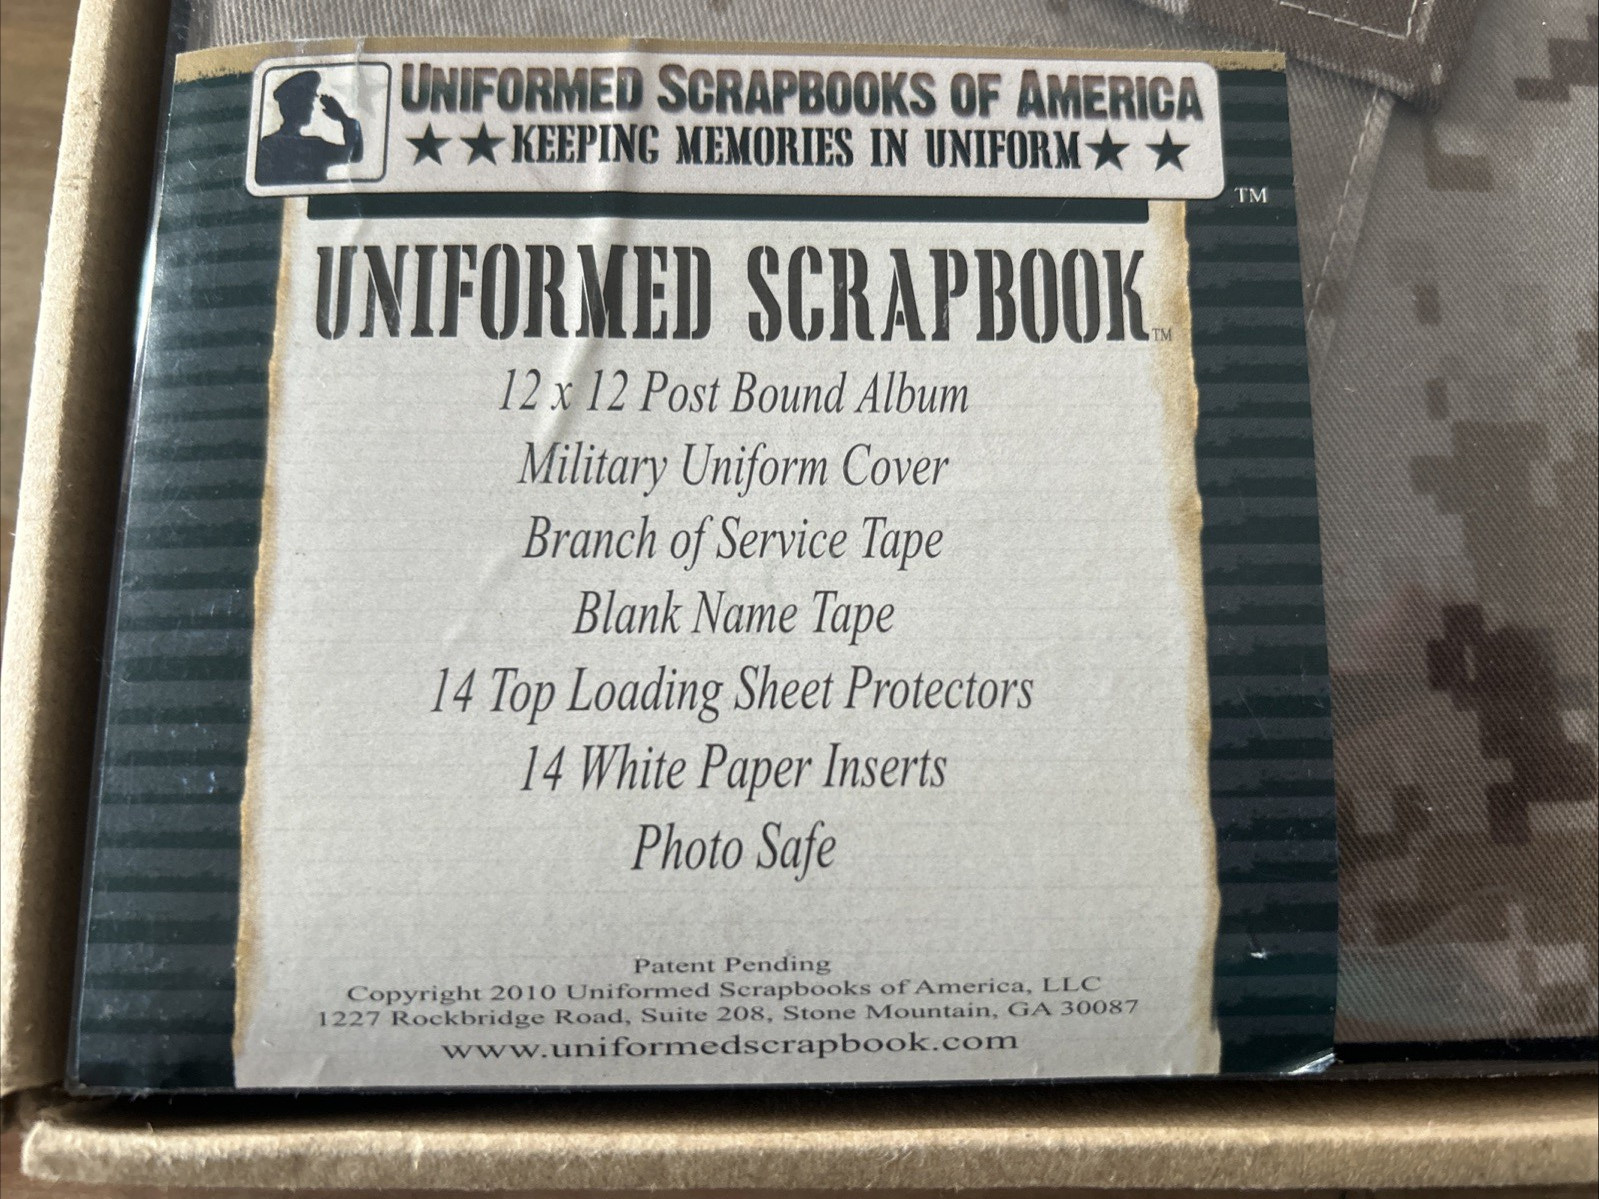 UNIFORMED SCRAPBOOKS OF AMERICA
★ ★ KEEPING MEMORIES IN UNIFORM ★ ★
TM
UNIFORMED SCRAPBOOK TM
12 x 12 Post Bound Album
Military Uniform Cover
Branch of Service Tape
Blank Name Tape
14 Top Loading Sheet Protectors
14 White Paper Inserts
Photo Safe
Patent Pending
Copyright 2010 Uniformed Scrapbooks of America, LLC
1227 Rockbridge Road, Suite 208, Stone Mountain, GA 30087
www.uniformedscrapbook.com